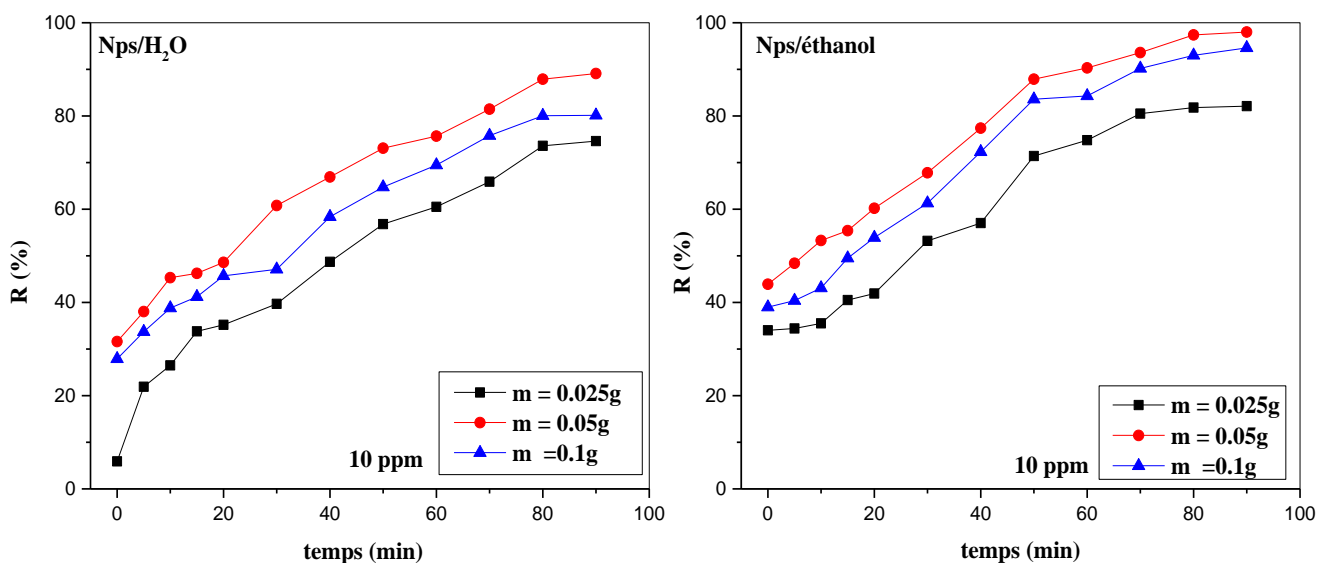 Nps/H₂O
R (%)
100
80
60
40
20
0
m = 0.025g
m = 0.05g
m =0.1g
10 ppm
0 20 40 60 80 100
temps (min)
Nps/éthanol
R (%)
100
80
60
40
20
0
m = 0.025g
m = 0.05g
m =0.1g
10 ppm
0 20 40 60 80 100
temps (min)